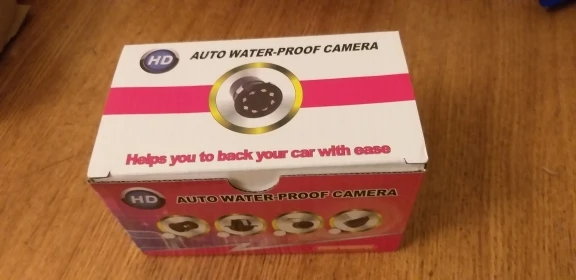 HD AUTO WATER-PROOF CAMERA
Helps you to back your car with ease
HD AUTO WATER-PROOF CAMERA